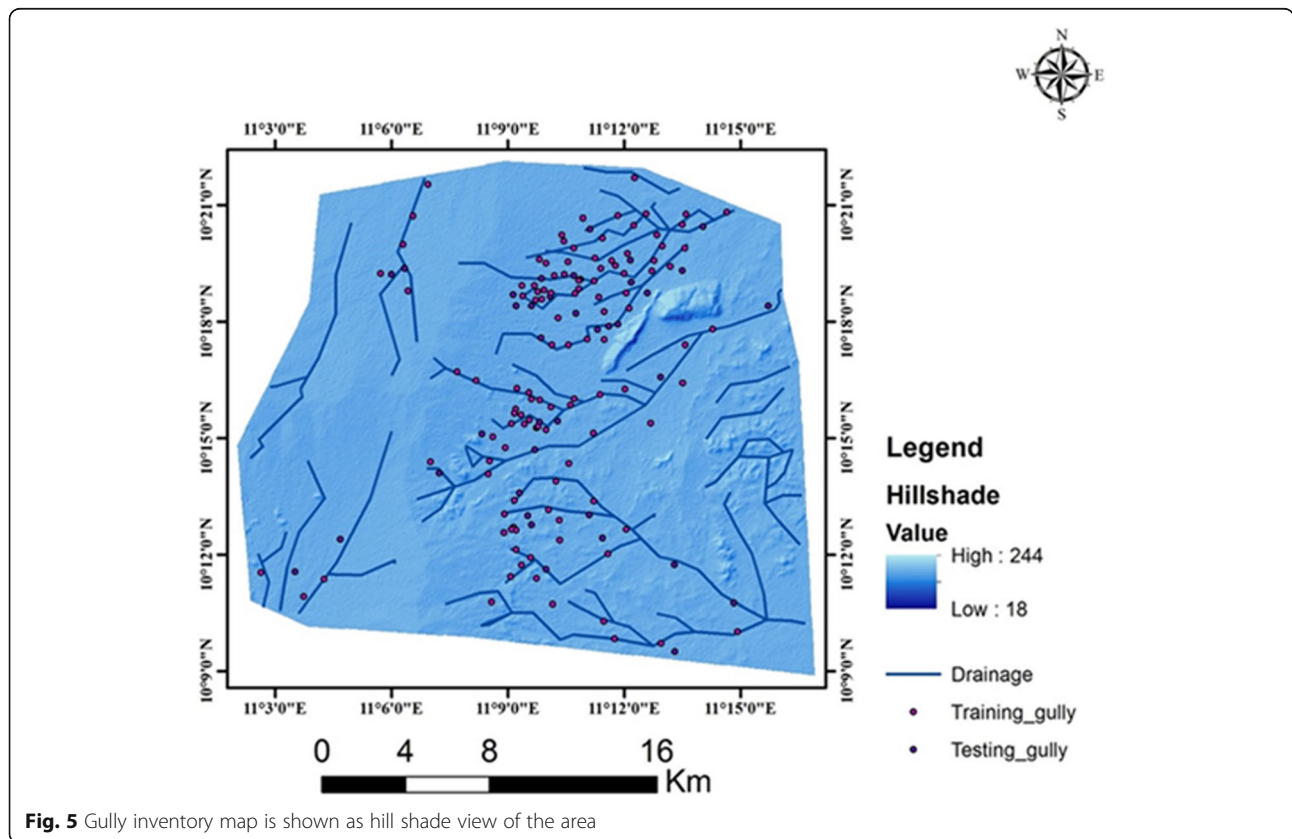 N
W E
S
11°3'0"E 11°6'0"E 11°9'0"E 11°12'0"E 11°15'0"E
10°21'0"N 10°21'0"N
10°18'0"N 10°18'0"N
10°15'0"N 10°15'0"N
10°12'0"N 10°12'0"N
10°9'0"N 10°9'0"N
11°3'0"E 11°6'0"E 11°9'0"E 11°12'0"E 11°15'0"E
Legend
Hillshade
Value
High : 244
Low : 18
Drainage
Training_gully
Testing_gully
0 4 8 16
Km
Fig. 5 Gully inventory map is shown as hill shade view of the area